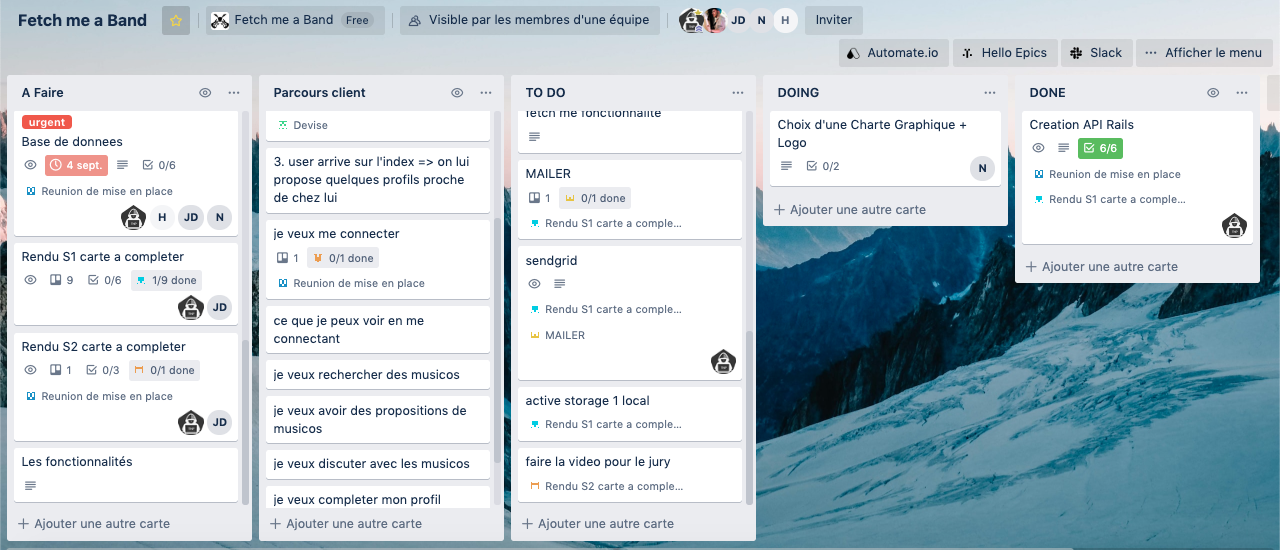 Fetch me a Band
Fetch me a Band Free
Visible par les membres d'une équipe
JD N H
Inviter
Automate.io
Hello Epics
Slack
Afficher le menu
A Faire
urgent
Base de donnees
4 sept. 0/6
Reunion de mise en place
H JD N
Rendu S1 carte a completer
9 0/6 1/9 done
JD
Rendu S2 carte a completer
1 0/3 0/1 done
Reunion de mise en place
JD
Les fonctionnalités
+ Ajouter une autre carte
Parcours client
Devise
3. user arrive sur l'index => on lui
propose quelques profils proche
de chez lui
je veux me connecter
1 0/1 done
Reunion de mise en place
ce que je peux voir en me
connectant
je veux rechercher des musicos
je veux avoir des propositions de
musicos
je veux discuter avec les musicos
je veux completer mon profil
+ Ajouter une autre carte
TO DO
fetch me fonctionnalité
MAILER
1 0/1 done
Rendu S1 carte a comple...
sendgrid
Rendu S1 carte a comple...
MAILER
active storage 1 local
Rendu S1 carte a comple...
faire la video pour le jury
Rendu S2 carte a comple...
+ Ajouter une autre carte
DOING
Choix d'une Charte Graphique +
Logo
0/2
N
+ Ajouter une autre carte
DONE
Creation API Rails
6/6
Reunion de mise en place
Rendu S1 carte a comple...
+ Ajouter une autre carte